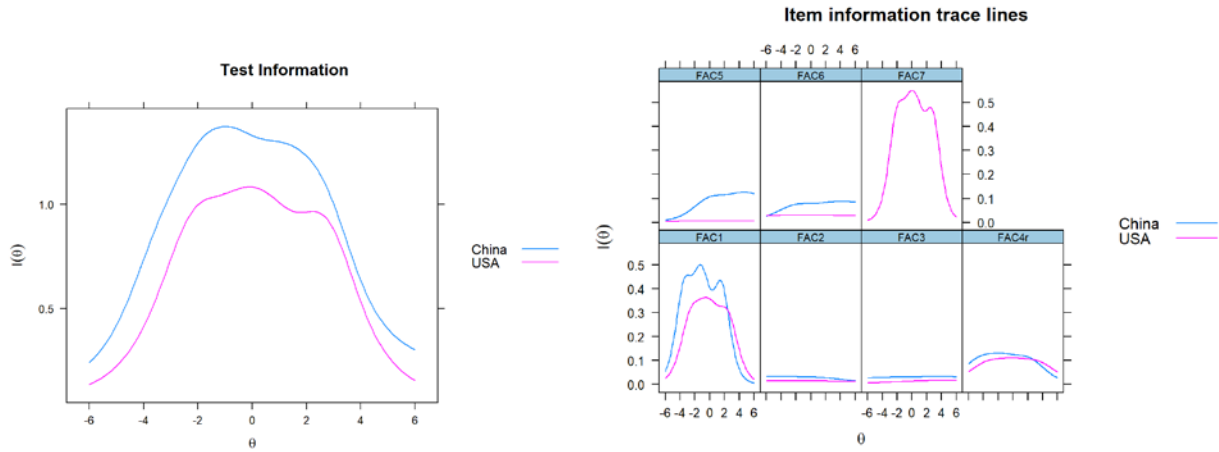 Test Information
I(θ)
1.0
0.5
-6 -4 -2 0 2 4 6
θ
China
USA
Item information trace lines
-6 -4 -2 0 2 4 6
FAC5 FAC6 FAC7
0.5
0.4
0.3
0.2
0.1
0.0
FAC1 FAC2 FAC3 FAC4r
I(θ)
0.5
0.4
0.3
0.2
0.1
0.0
-6 -4 -2 0 2 4 6 -6 -4 -2 0 2 4 6
θ
China
USA